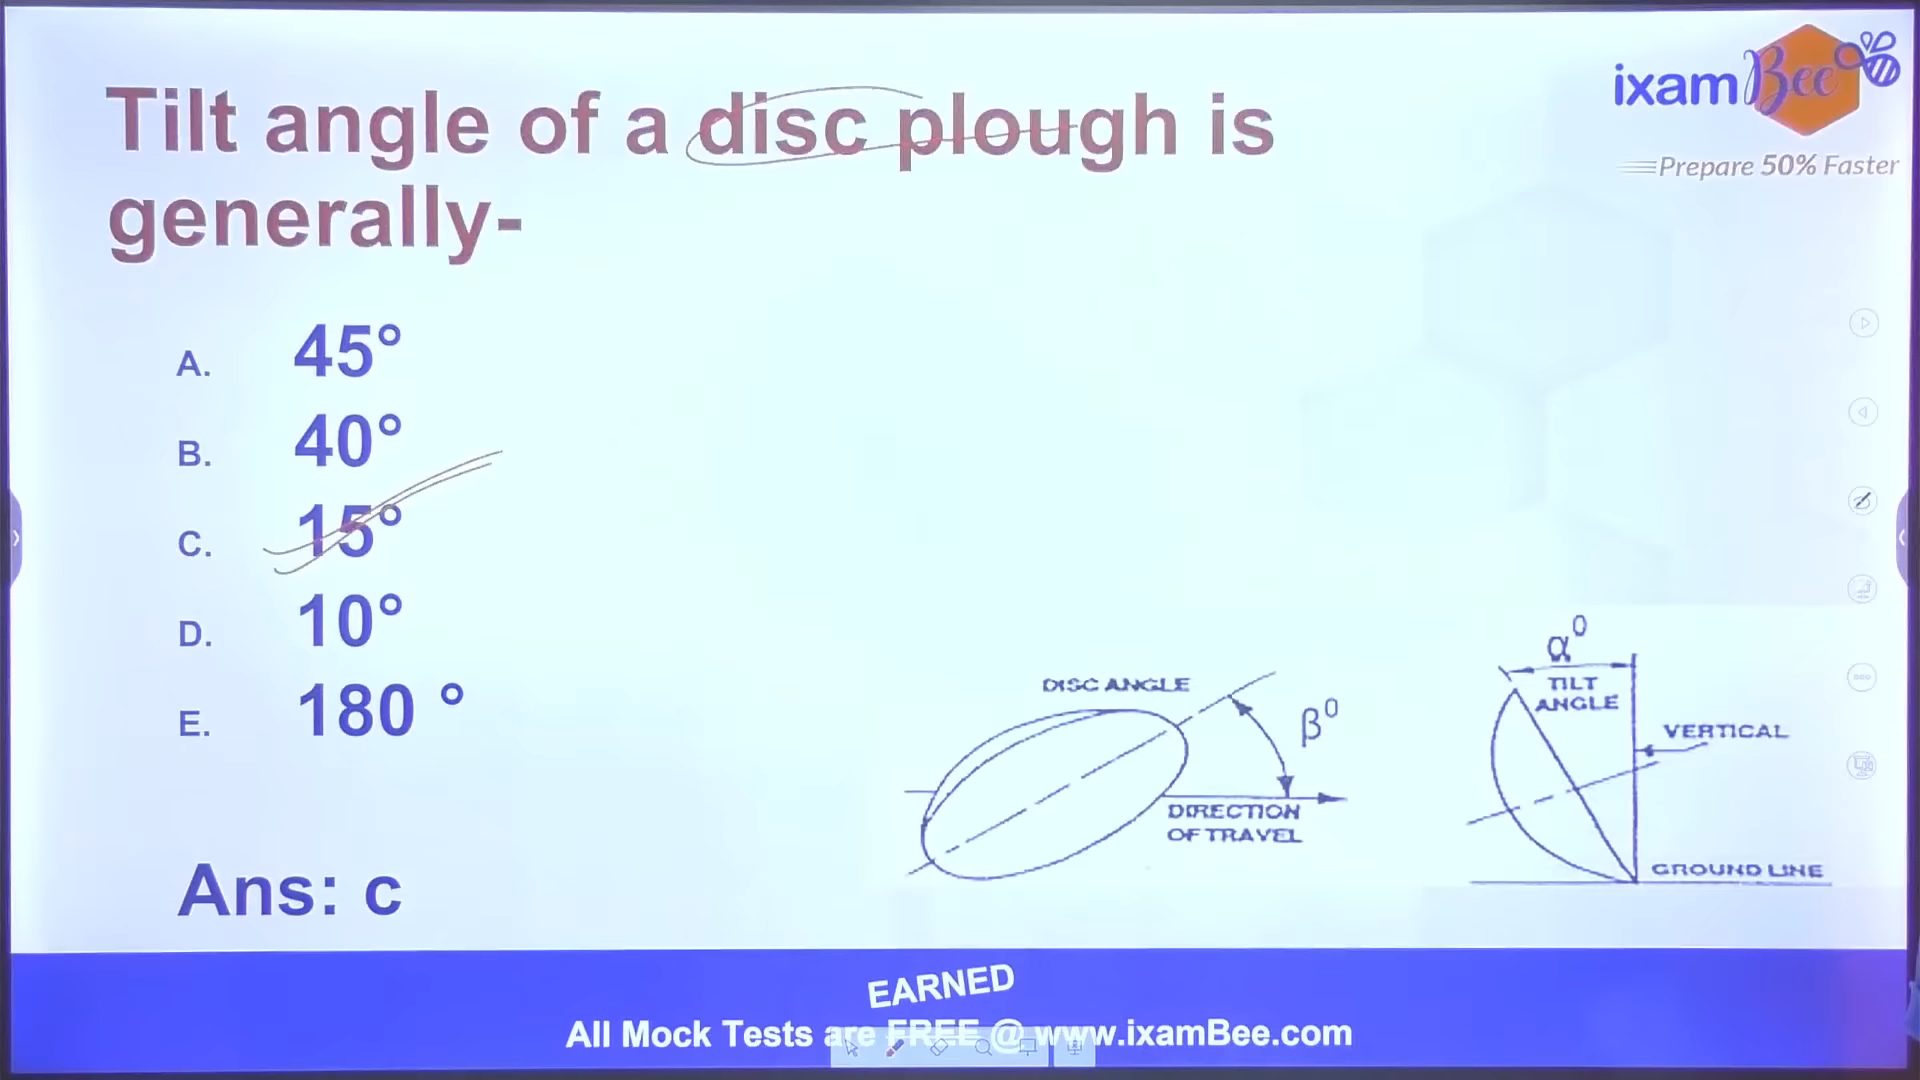 ixamBee
Prepare 50% Faster
Tilt angle of a disc plough is
generally-
A. 45°
B. 40°
C. 15°
D. 10°
E. 180 °
Ans: c
DISC ANGLE
β⁰
DIRECTION
OF TRAVEL
α⁰
TILT
ANGLE
VERTICAL
GROUND LINE
EARNED
All Mock Tests are FREE @ www.ixamBee.com